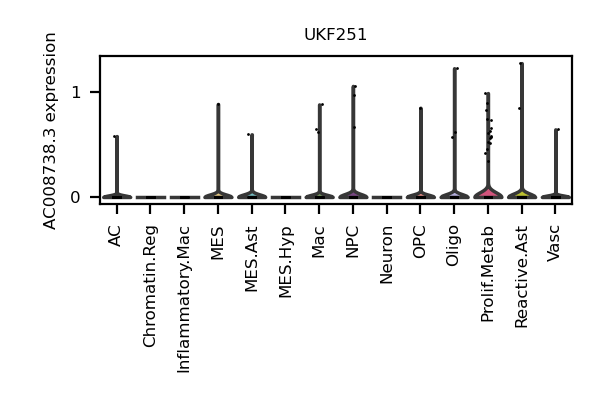 UKF251
AC008738.3 expression
1
0
AC
Chromatin.Reg
Inflammatory.Mac
MES
MES.Ast
MES.Hyp
Mac
NPC
Neuron
OPC
Oligo
Prolif.Metab
Reactive.Ast
Vasc